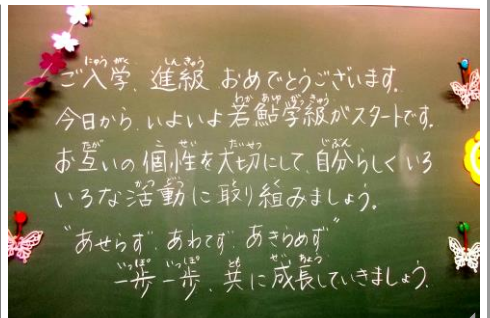 ご入学、進級 おめでとうございます。
今日から、いよいよ若鮎学級がスタートです。
お互いの個性を大切にして、自分らしくいろ
いろな活動に取り組みましょう。
"あせらず、あわてず、あきらめず"
一歩一歩、共に成長していきましょう。